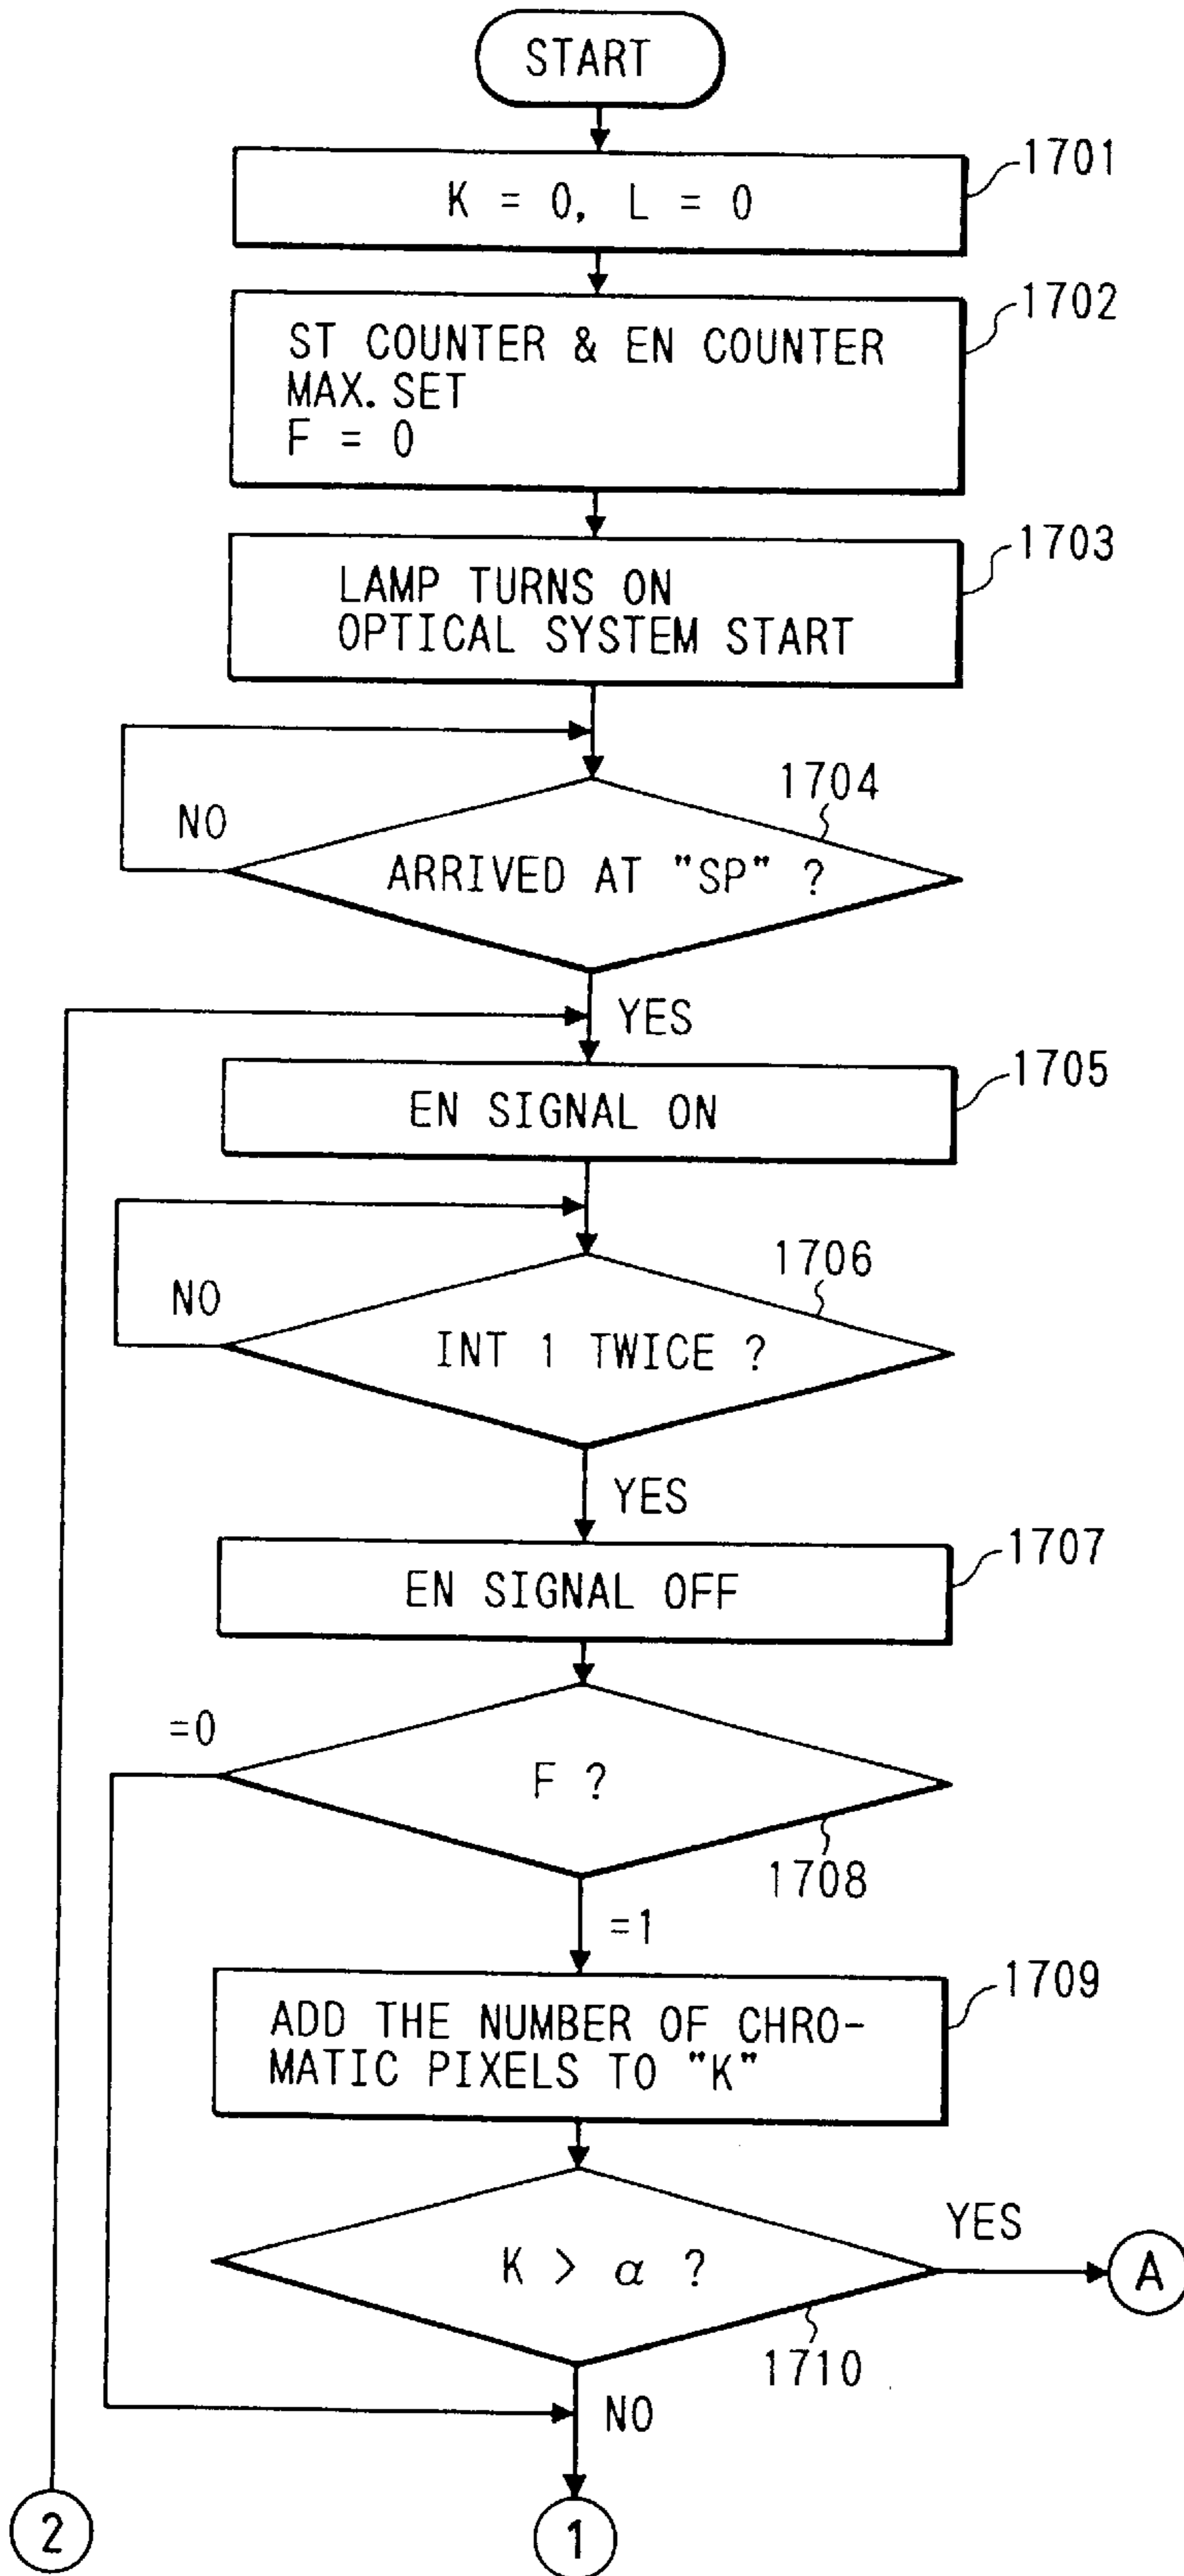 START
1701
K = 0, L = 0
1702
ST COUNTER & EN COUNTER
MAX. SET
F = 0
1703
LAMP TURNS ON
OPTICAL SYSTEM START
1704
NO
ARRIVED AT "SP" ?
YES
1705
EN SIGNAL ON
1706
NO
INT 1 TWICE ?
YES
1707
EN SIGNAL OFF
=0
F ?
1708
=1
1709
ADD THE NUMBER OF CHRO-
MATIC PIXELS TO "K"
YES
K > α ?
A
1710
NO
2
1